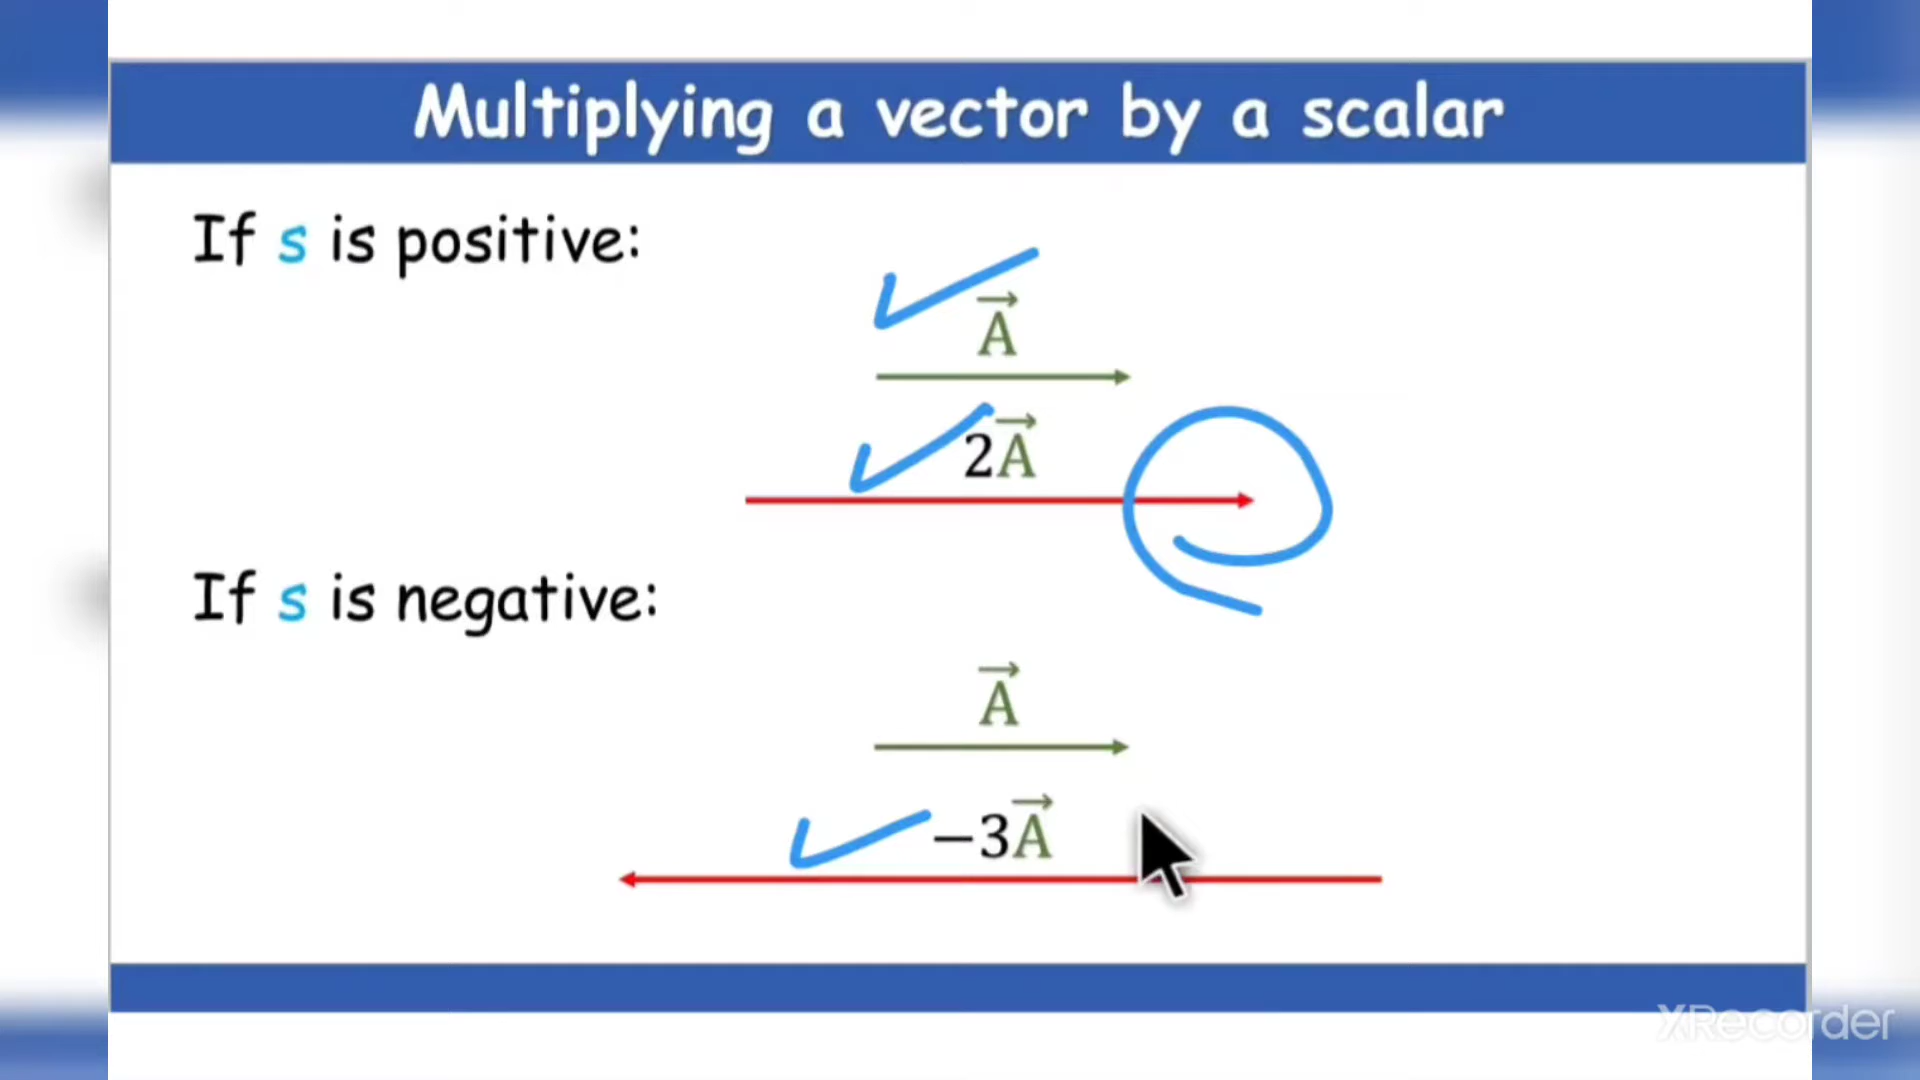 Multiplying a vector by a scalar
If s is positive:
A⃗
2A⃗
If s is negative:
A⃗
−3A⃗
XRecorder